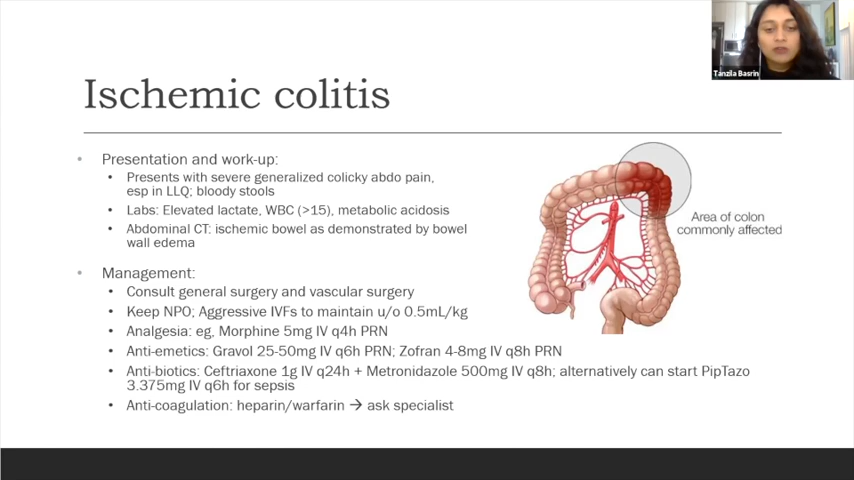 Tanzila Basrin
Ischemic colitis
• Presentation and work-up:
• Presents with severe generalized colicky abdo pain,
esp in LLQ; bloody stools
• Labs: Elevated lactate, WBC (>15), metabolic acidosis
• Abdominal CT: ischemic bowel as demonstrated by bowel
wall edema
Area of colon
commonly affected
• Management:
• Consult general surgery and vascular surgery
• Keep NPO; Aggressive IVFs to maintain u/o 0.5mL/kg
• Analgesia: eg, Morphine 5mg IV q4h PRN
• Anti-emetics: Gravol 25-50mg IV q6h PRN; Zofran 4-8mg IV q8h PRN
• Anti-biotics: Ceftriaxone 1g IV q24h + Metronidazole 500mg IV q8h; alternatively can start PipTazo
3.375mg IV q6h for sepsis
• Anti-coagulation: heparin/warfarin → ask specialist